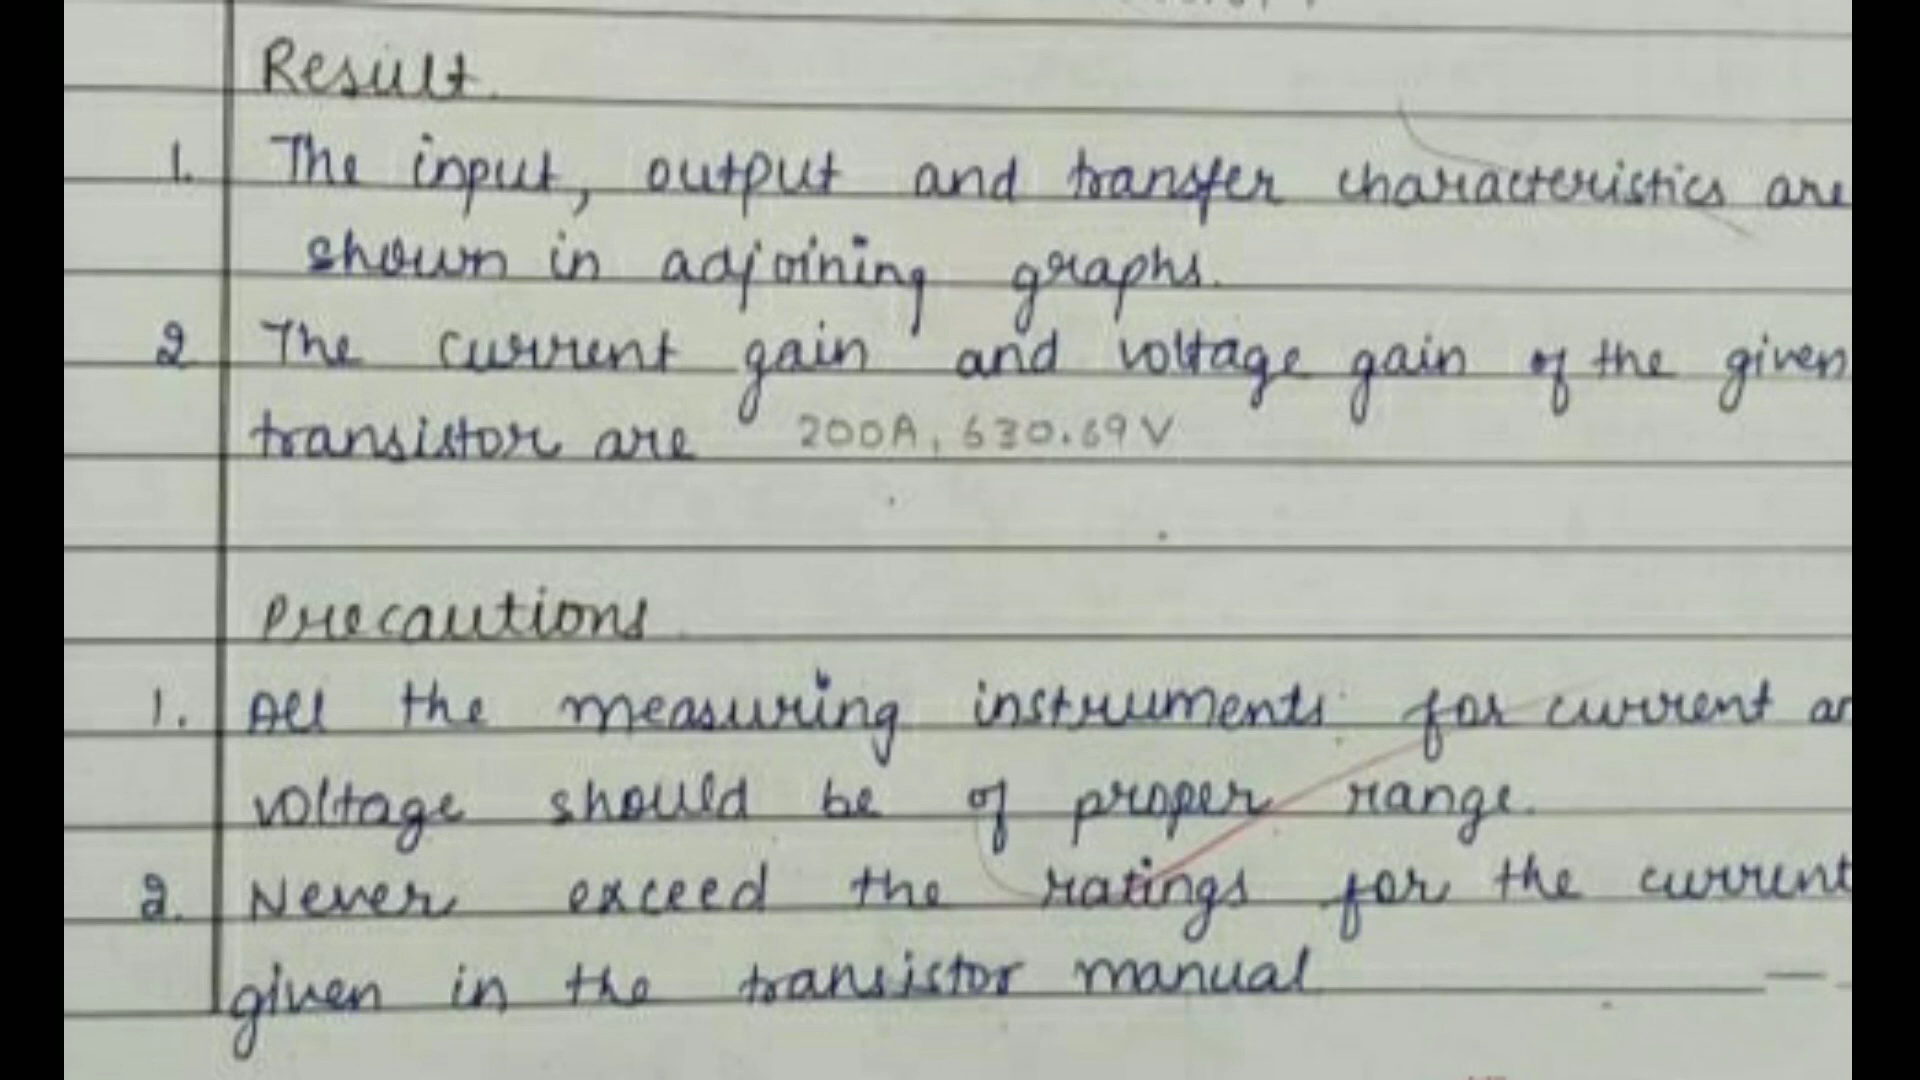 Result
1. The input, output and transfer characteristics are
shown in adjoining graphs.
2 The current gain and voltage gain of the given
transistor are 200A, 630.69V
Precautions
1. All the measuring instruments for current
voltage should be of proper range.
2. Never exceed the ratings for the current
given in the transistor manual